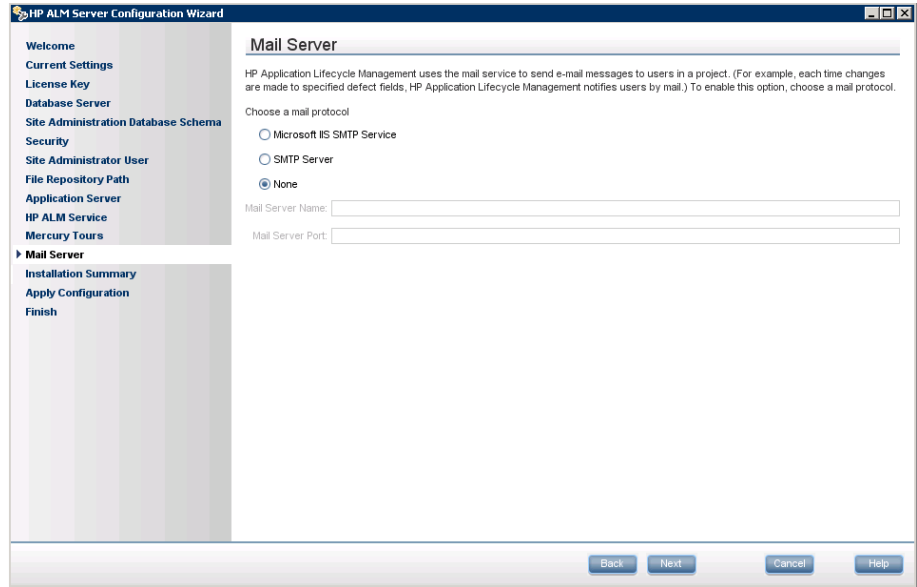 HP ALM Server Configuration Wizard
Welcome
Current Settings
License Key
Database Server
Site Administration Database Schema
Security
Site Administrator User
File Repository Path
Application Server
HP ALM Service
Mercury Tours
Mail Server
Installation Summary
Apply Configuration
Finish
Mail Server
HP Application Lifecycle Management uses the mail service to send e-mail messages to users in a project. (For example, each time changes
are made to specified defect fields, HP Application Lifecycle Management notifies users by mail.) To enable this option, choose a mail protocol.
Choose a mail protocol
Microsoft IIS SMTP Service
SMTP Server
None
Mail Server Name:
Mail Server Port:
Back Next Cancel Help